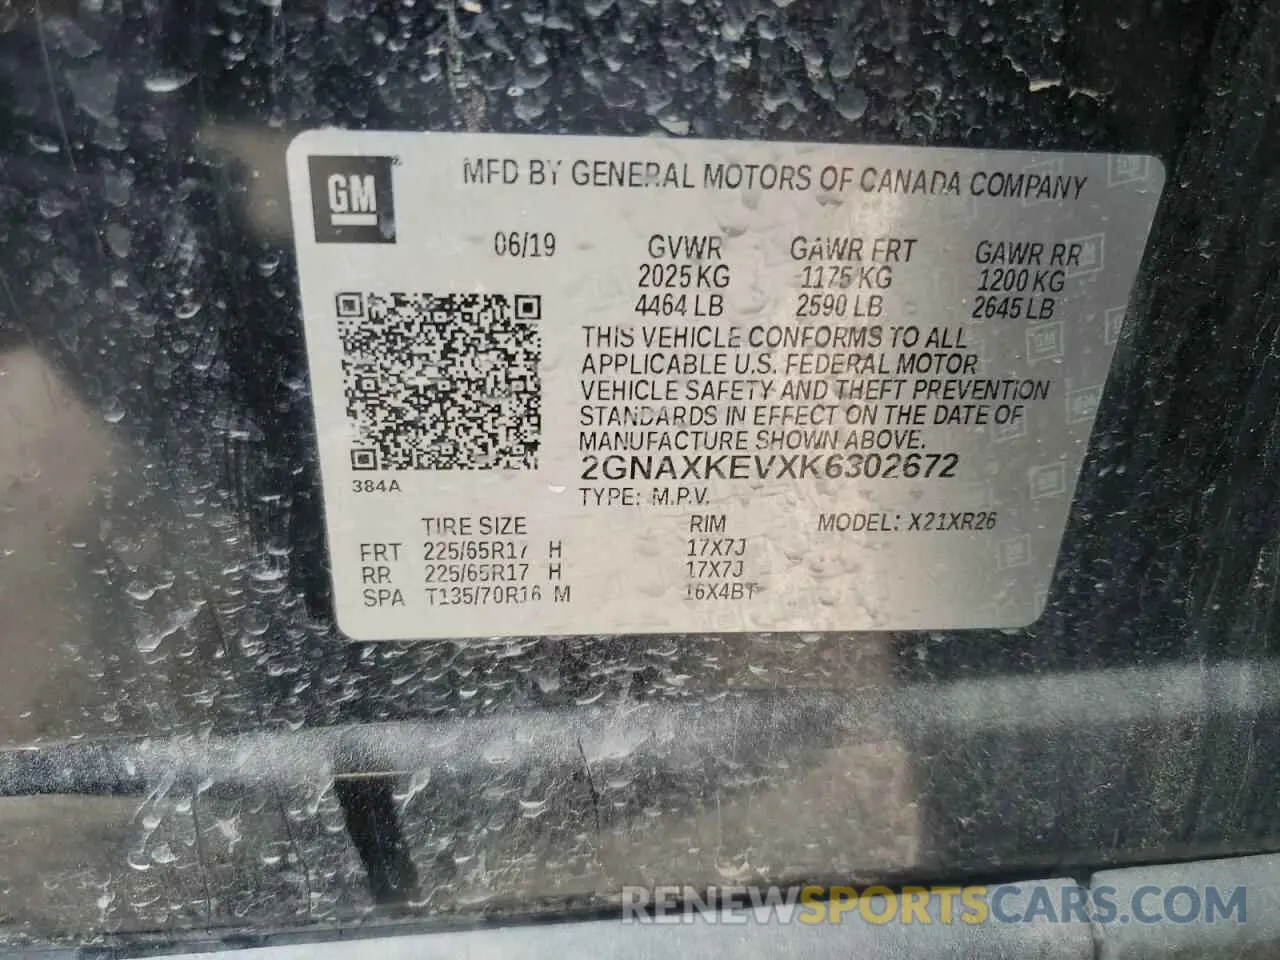 GM®
MFD BY GENERAL MOTORS OF CANADA COMPANY
06/19 GVWR GAWR FRT GAWR RR
2025 KG 1175 KG 1200 KG
4464 LB 2590 LB 2645 LB
THIS VEHICLE CONFORMS TO ALL
APPLICABLE U.S. FEDERAL MOTOR
VEHICLE SAFETY AND THEFT PREVENTION
STANDARDS IN EFFECT ON THE DATE OF
MANUFACTURE SHOWN ABOVE.
2GNAXKEVXK6302672
384A
TYPE: M.P.V.
TIRE SIZE RIM MODEL: X21XR26
FRT 225/65R17 H 17X7J
RR 225/65R17 H 17X7J
SPA T135/70R16 M 16X4BT
RENEWSPORTSCARS.COM